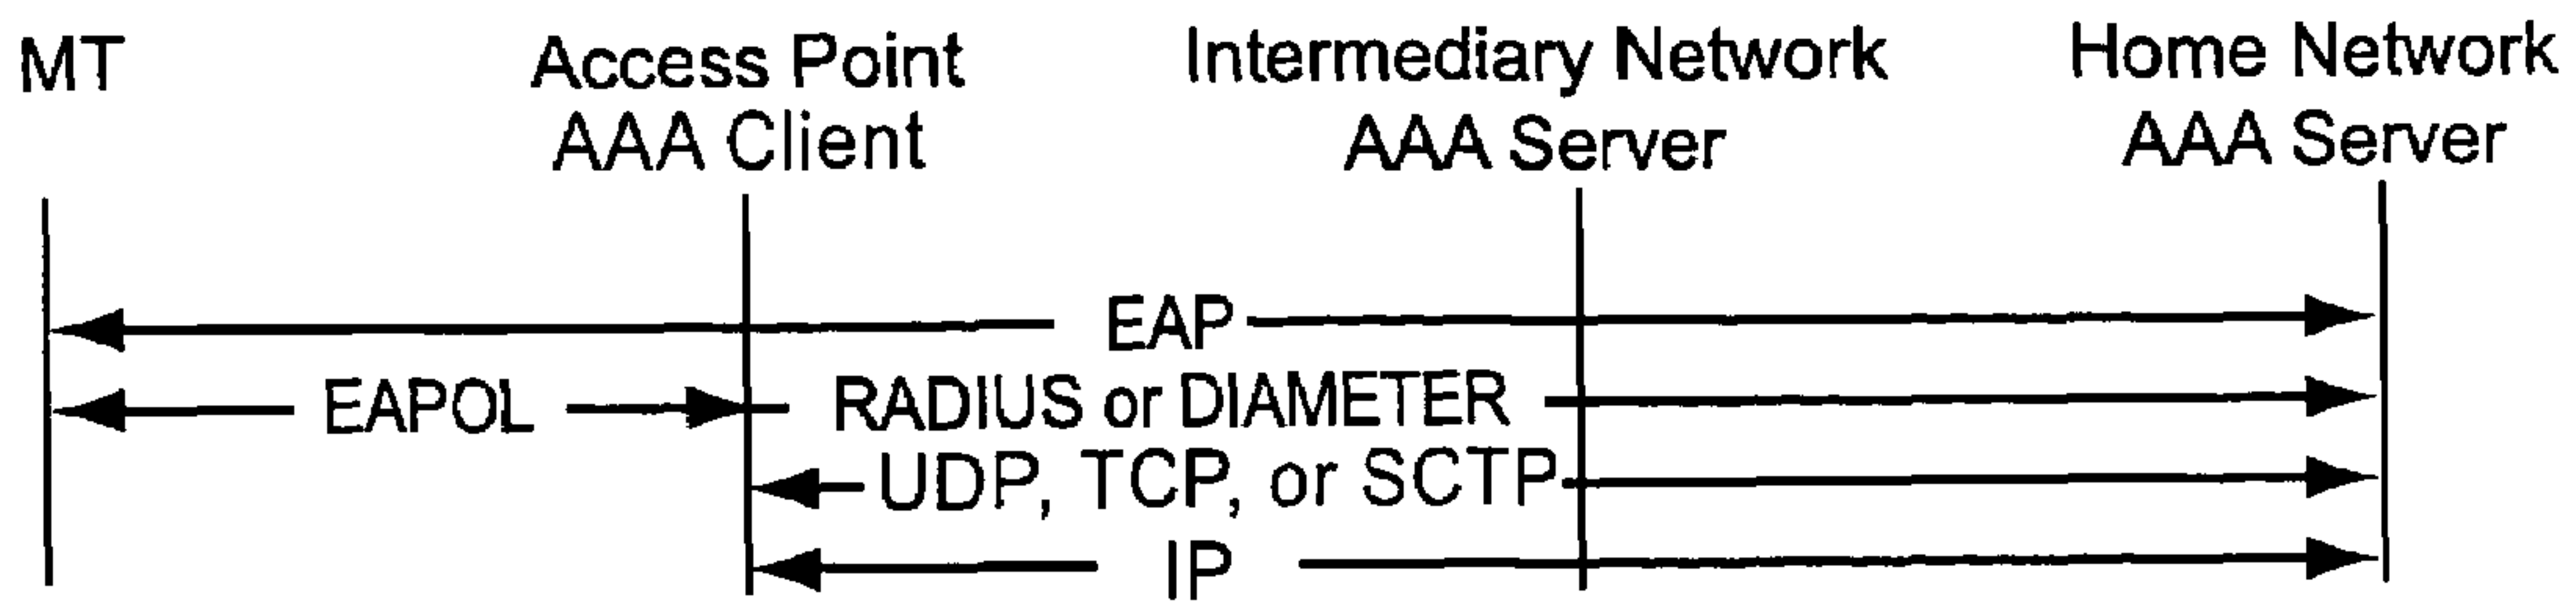 MT
Access Point
AAA Client
Intermediary Network
AAA Server
Home Network
AAA Server
EAP
EAPOL
RADIUS or DIAMETER
UDP, TCP, or SCTP
IP